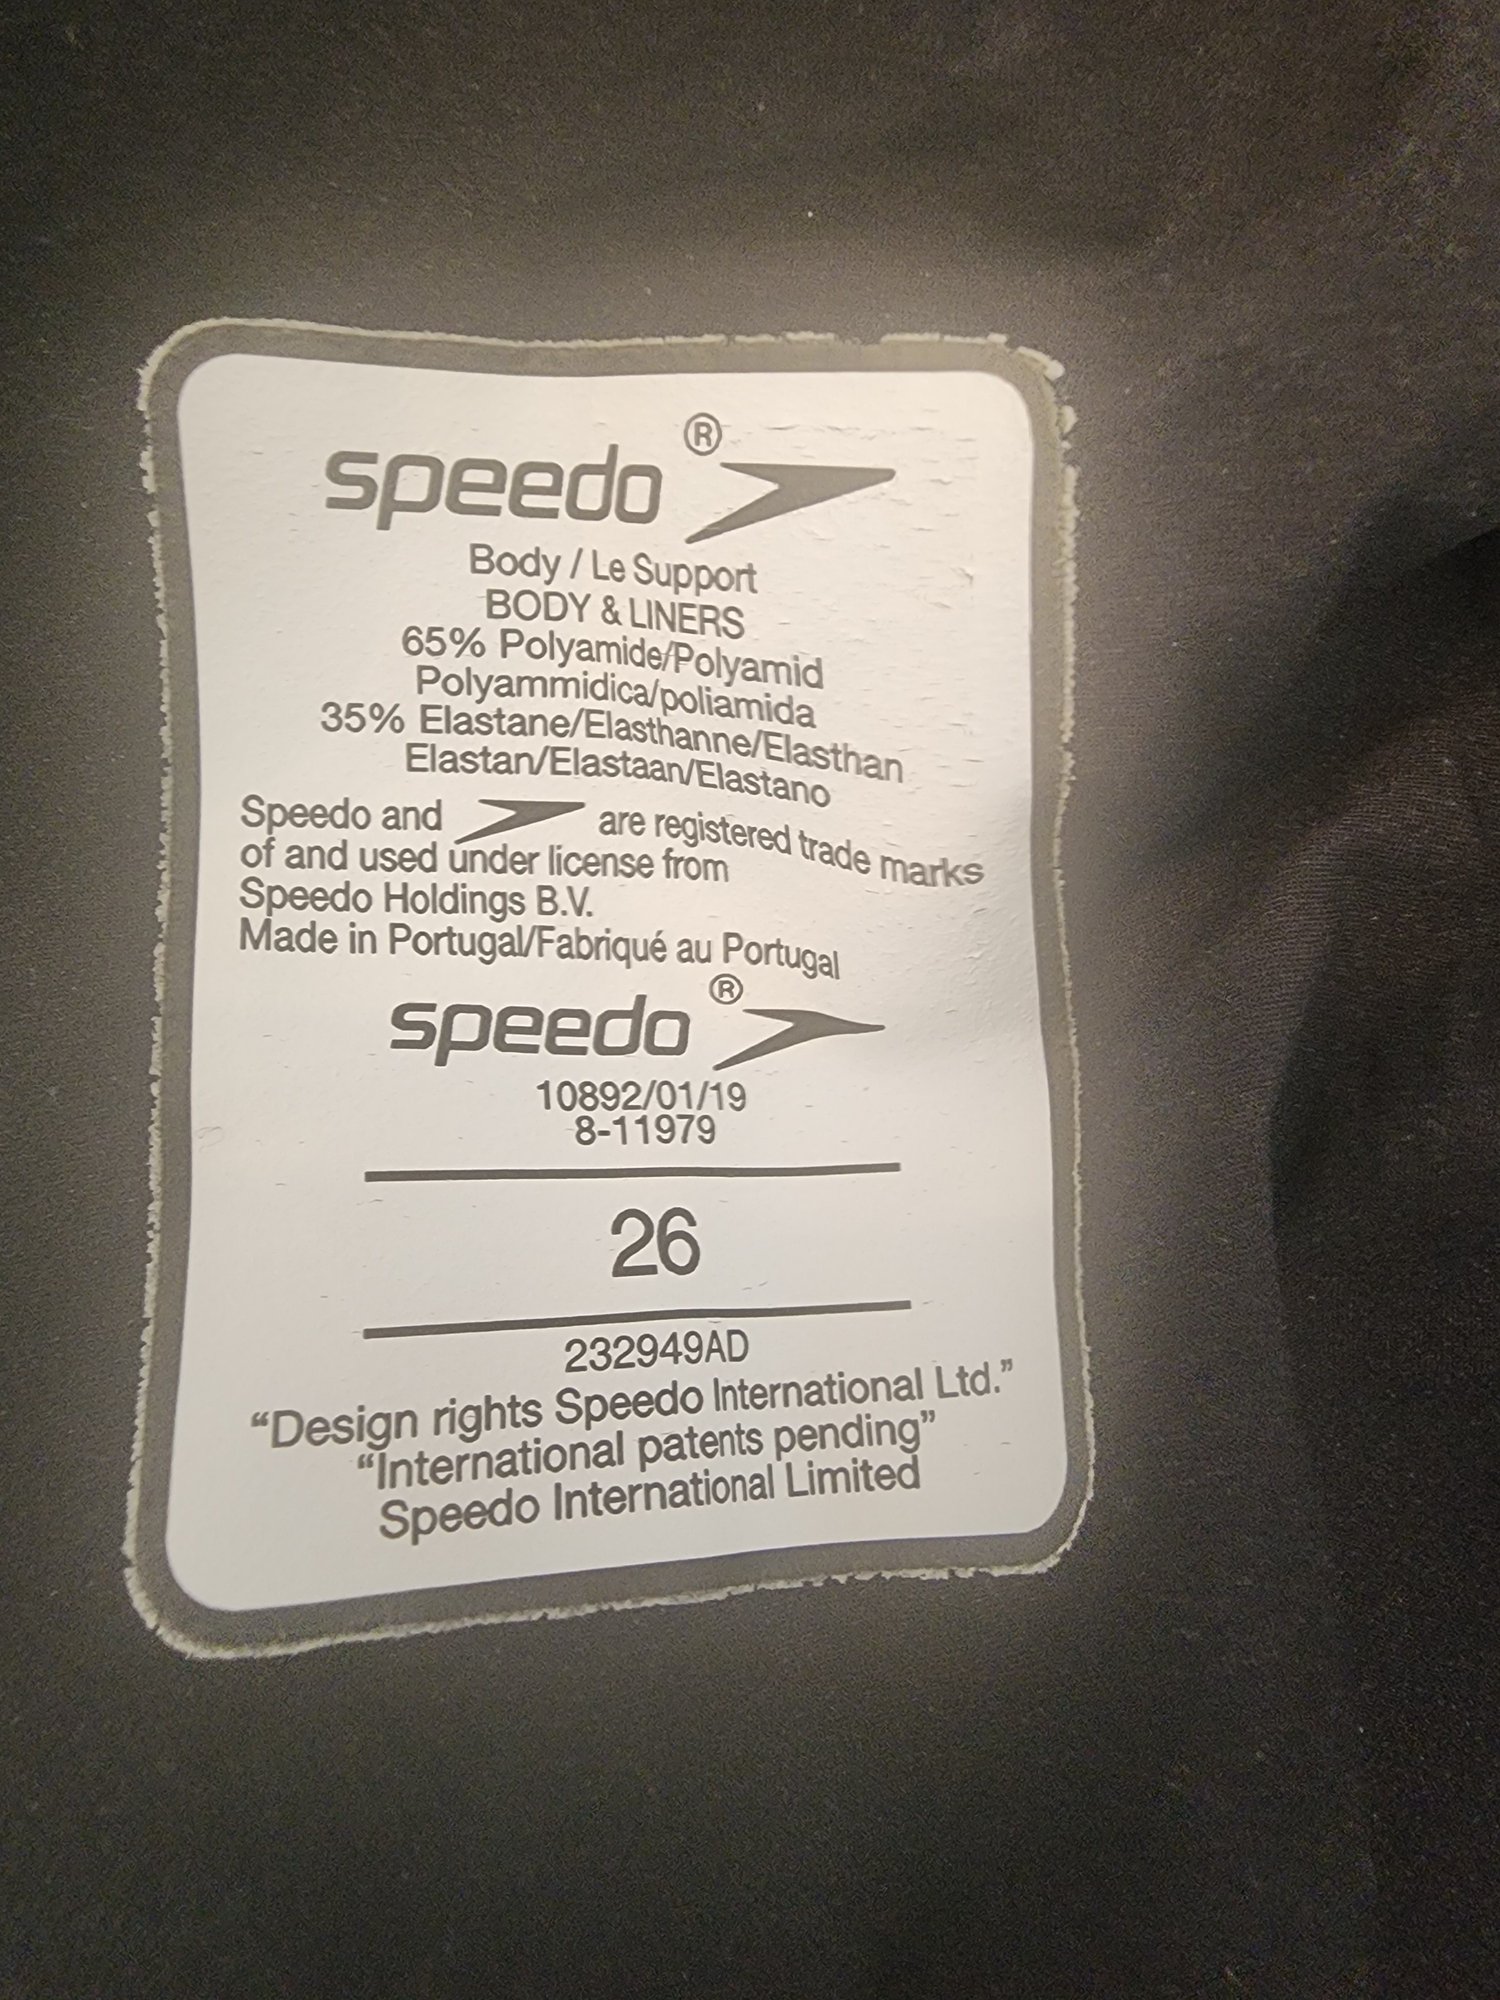 speedo®
Body / Le Support
BODY & LINERS
65% Polyamide/Polyamid
Polyammidica/poliamida
35% Elastane/Elasthanne/Elasthan
Elastan/Elastaan/Elastano
Speedo and are registered trade marks
of and used under license from
Speedo Holdings B.V.
Made in Portugal/Fabriqué au Portugal
speedo®
10892/01/19
8-11979
26
232949AD
“Design rights Speedo International Ltd.”
“International patents pending”
Speedo International Limited